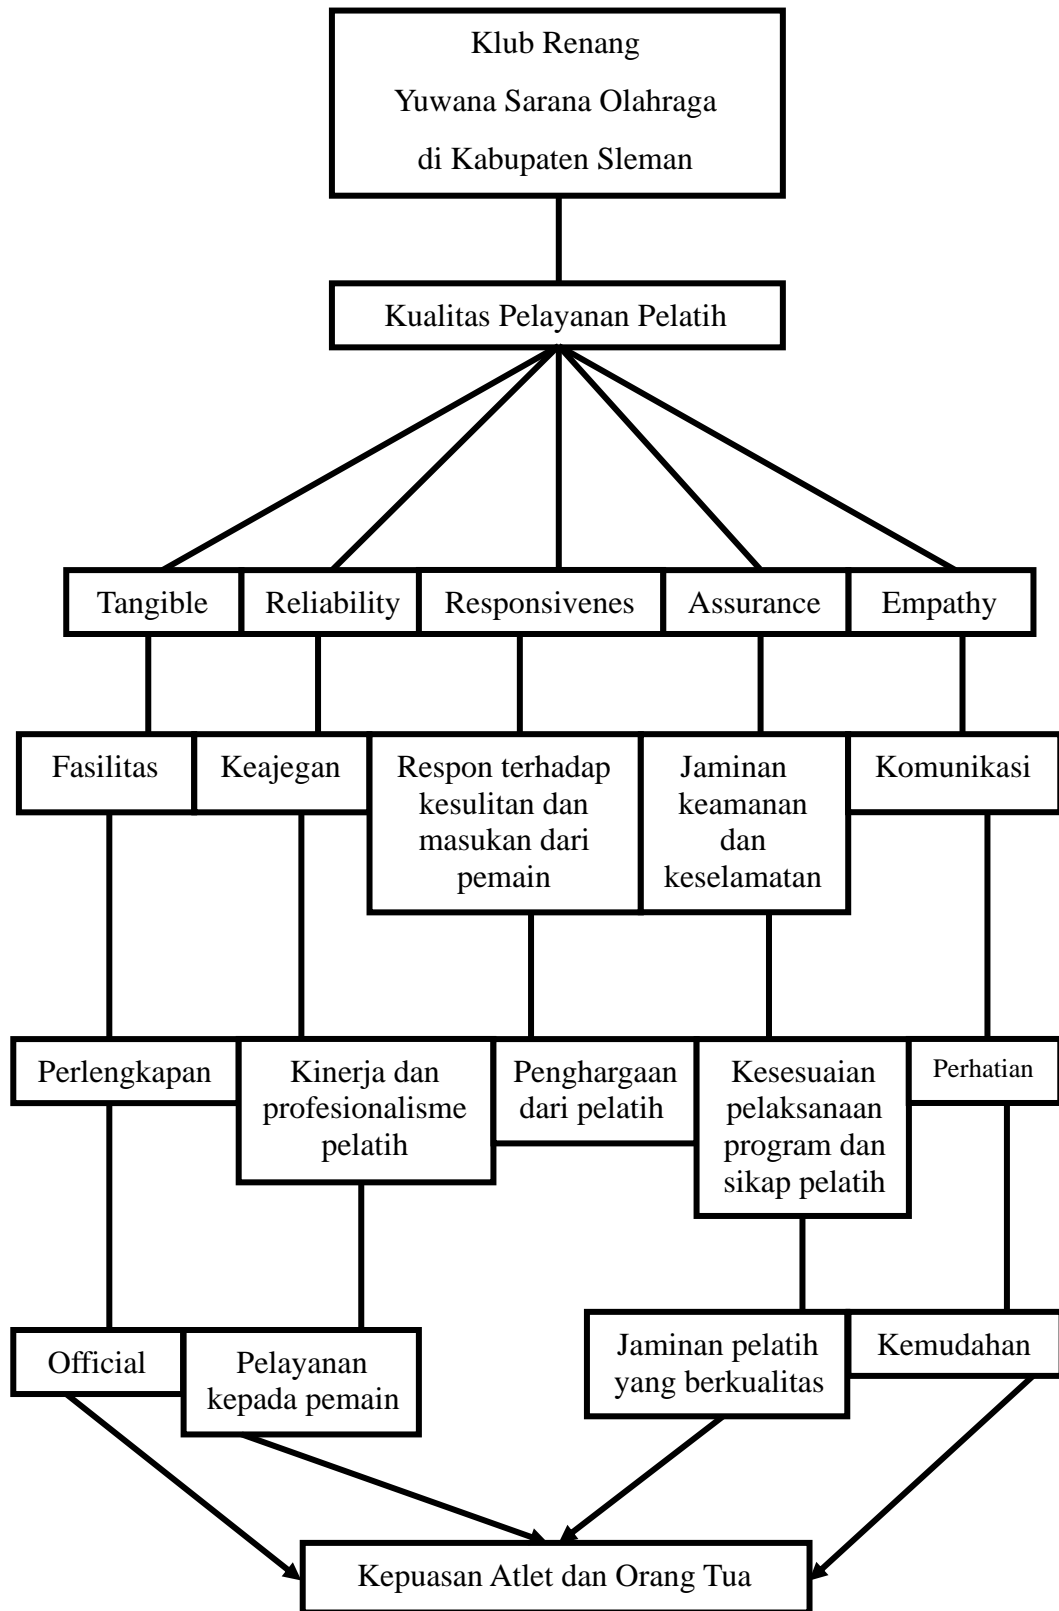 Klub Renang
Yuwana Sarana Olahraga
di Kabupaten Sleman
Kualitas Pelayanan Pelatih
Tangible
Reliability
Responsivenes
Assurance
Empathy
Fasilitas
Keajegan
Respon terhadap
kesulitan dan
masukan dari
pemain
Jaminan
keamanan
dan
keselamatan
Komunikasi
Perlengkapan
Kinerja dan
profesionalisme
pelatih
Penghargaan
dari pelatih
Kesesuaian
pelaksanaan
program dan
sikap pelatih
Perhatian
Official
Pelayanan
kepada pemain
Jaminan pelatih
yang berkualitas
Kemudahan
Kepuasan Atlet dan Orang Tua